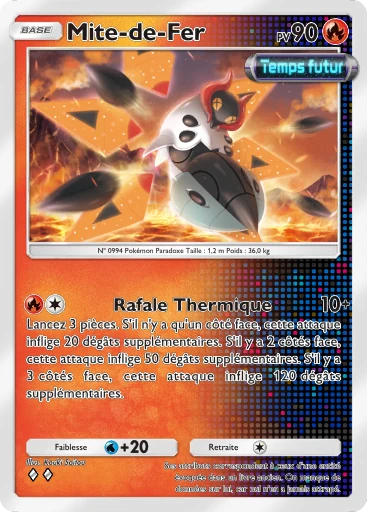 BASE Mite-de-Fer PV 90
Temps futur
N° 0994 Pokémon Paradoxe Taille : 1,2 m Poids : 36,0 kg
Rafale Thermique 10+
Lancez 3 pièces. S'il n'y a qu'un côté face, cette attaque
inflige 20 dégâts supplémentaires. S'il y a 2 côtés face,
cette attaque inflige 50 dégâts supplémentaires. S'il y a
3 côtés face, cette attaque inflige 120 dégâts
supplémentaires.
Faiblesse +20 Retraite
Illus.
Ses attributs correspondent à ceux d'une entité
évoquée dans un livre ancien. On manque de
données sur lui, car nul n'en a jamais attrapé.